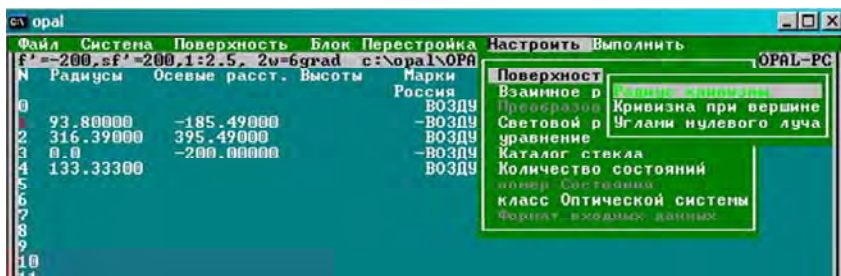 opal
Файл Система Поверхность Блок Перестройка Настроить Выполнить
f'=-200,sf'=200,1:2.5, 2w=6grad c:\opal\OPA OPAL-PC
N Радиусы Осевые расст. Высоты Марки Поверхност
Россия Взаимное р Радиус кривизны
0 ВОЗДУ Преобразов Кривизна при вершине
1 93.80000 -185.49000 -ВОЗДУ Световой р Углами нулевого луча
2 316.39000 395.49000 ВОЗДУ уравнение
3 0.0 -200.00000 -ВОЗДУ Каталог стекла
4 133.33300 ВОЗДУ Количество состояний
5 номер Состояния
6 класс Оптической системы
7 Формат входных данных
8
9
10
11